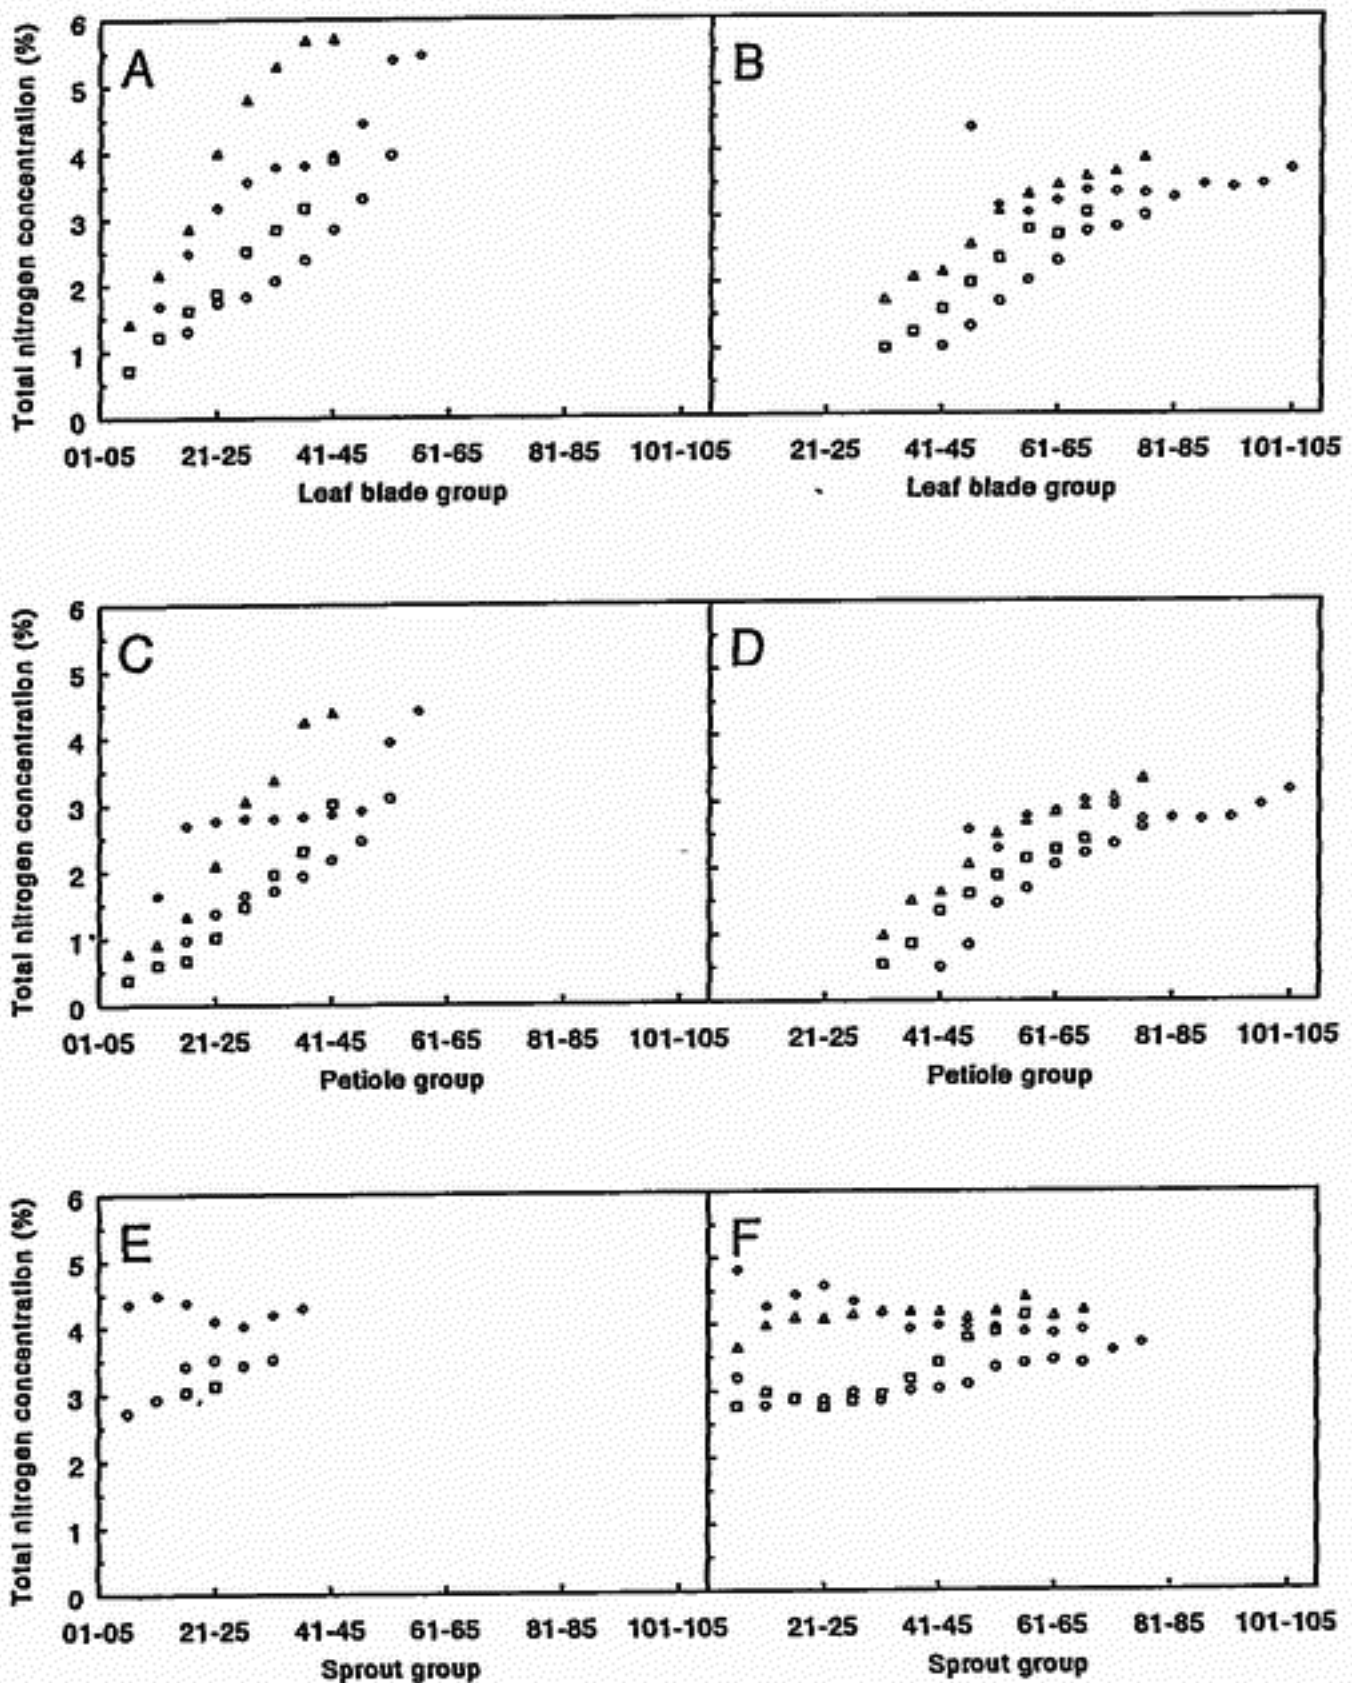 Total nitrogen concentration (%)
6
5
4
3
2
1
0
A
B
01-05 21-25 41-45 61-65 81-85 101-105 21-25 41-45 61-65 81-85 101-105
Leaf blade group Leaf blade group
Total nitrogen concentration (%)
6
5
4
3
2
1
0
C
D
01-05 21-25 41-45 61-65 81-85 101-105 21-25 41-45 61-65 81-85 101-105
Petiole group Petiole group
Total nitrogen concentration (%)
6
5
4
3
2
1
0
E
F
01-05 21-25 41-45 61-65 81-85 101-105 21-25 41-45 61-65 81-85 101-105
Sprout group Sprout group